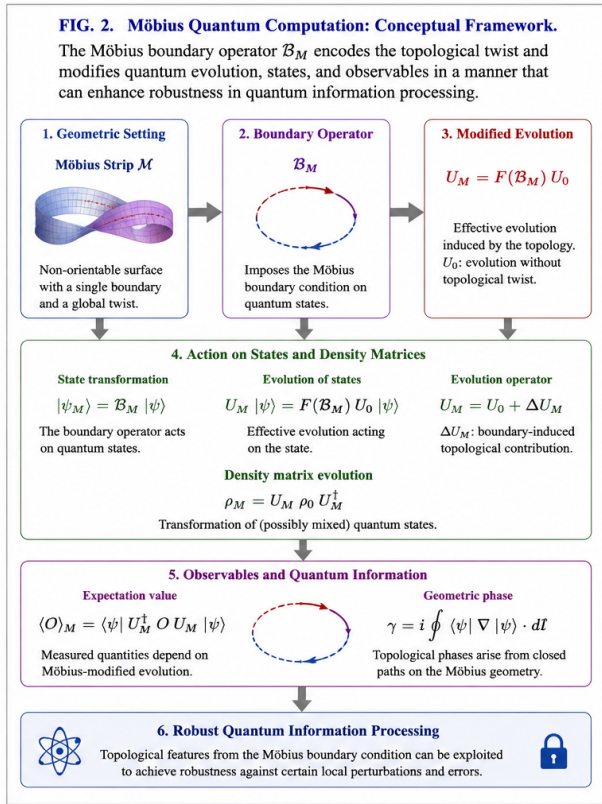 FIG. 2. Möbius Quantum Computation: Conceptual Framework.
The Möbius boundary operator ℬ_M encodes the topological twist and
modifies quantum evolution, states, and observables in a manner that
can enhance robustness in quantum information processing.
1. Geometric Setting
Möbius Strip ℳ
Non-orientable surface
with a single boundary
and a global twist.
2. Boundary Operator
ℬ_M
Imposes the Möbius
boundary condition on
quantum states.
3. Modified Evolution
U_M = F(ℬ_M) U_0
Effective evolution
induced by the topology.
U_0: evolution without
topological twist.
4. Action on States and Density Matrices
State transformation
|ψ_M⟩ = ℬ_M |ψ⟩
The boundary operator acts
on quantum states.
Evolution of states
U_M |ψ⟩ = F(ℬ_M) U_0 |ψ⟩
Effective evolution acting
on the state.
Evolution operator
U_M = U_0 + ΔU_M
ΔU_M: boundary-induced
topological contribution.
Density matrix evolution
ρ_M = U_M ρ_0 U_M^†
Transformation of (possibly mixed) quantum states.
5. Observables and Quantum Information
Expectation value
⟨O⟩_M = ⟨ψ| U_M^† O U_M |ψ⟩
Measured quantities depend on
Möbius-modified evolution.
Geometric phase
γ = i ∮ ⟨ψ| ∇ |ψ⟩ · dl⃗
Topological phases arise from closed
paths on the Möbius geometry.
6. Robust Quantum Information Processing
Topological features from the Möbius boundary condition can be exploited
to achieve robustness against certain local perturbations and errors.